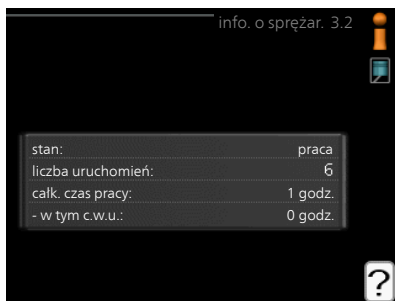 info. o sprężar. 3.2
stan: praca
liczba uruchomień: 6
całk. czas pracy: 1 godz.
- w tym c.w.u.: 0 godz.
?